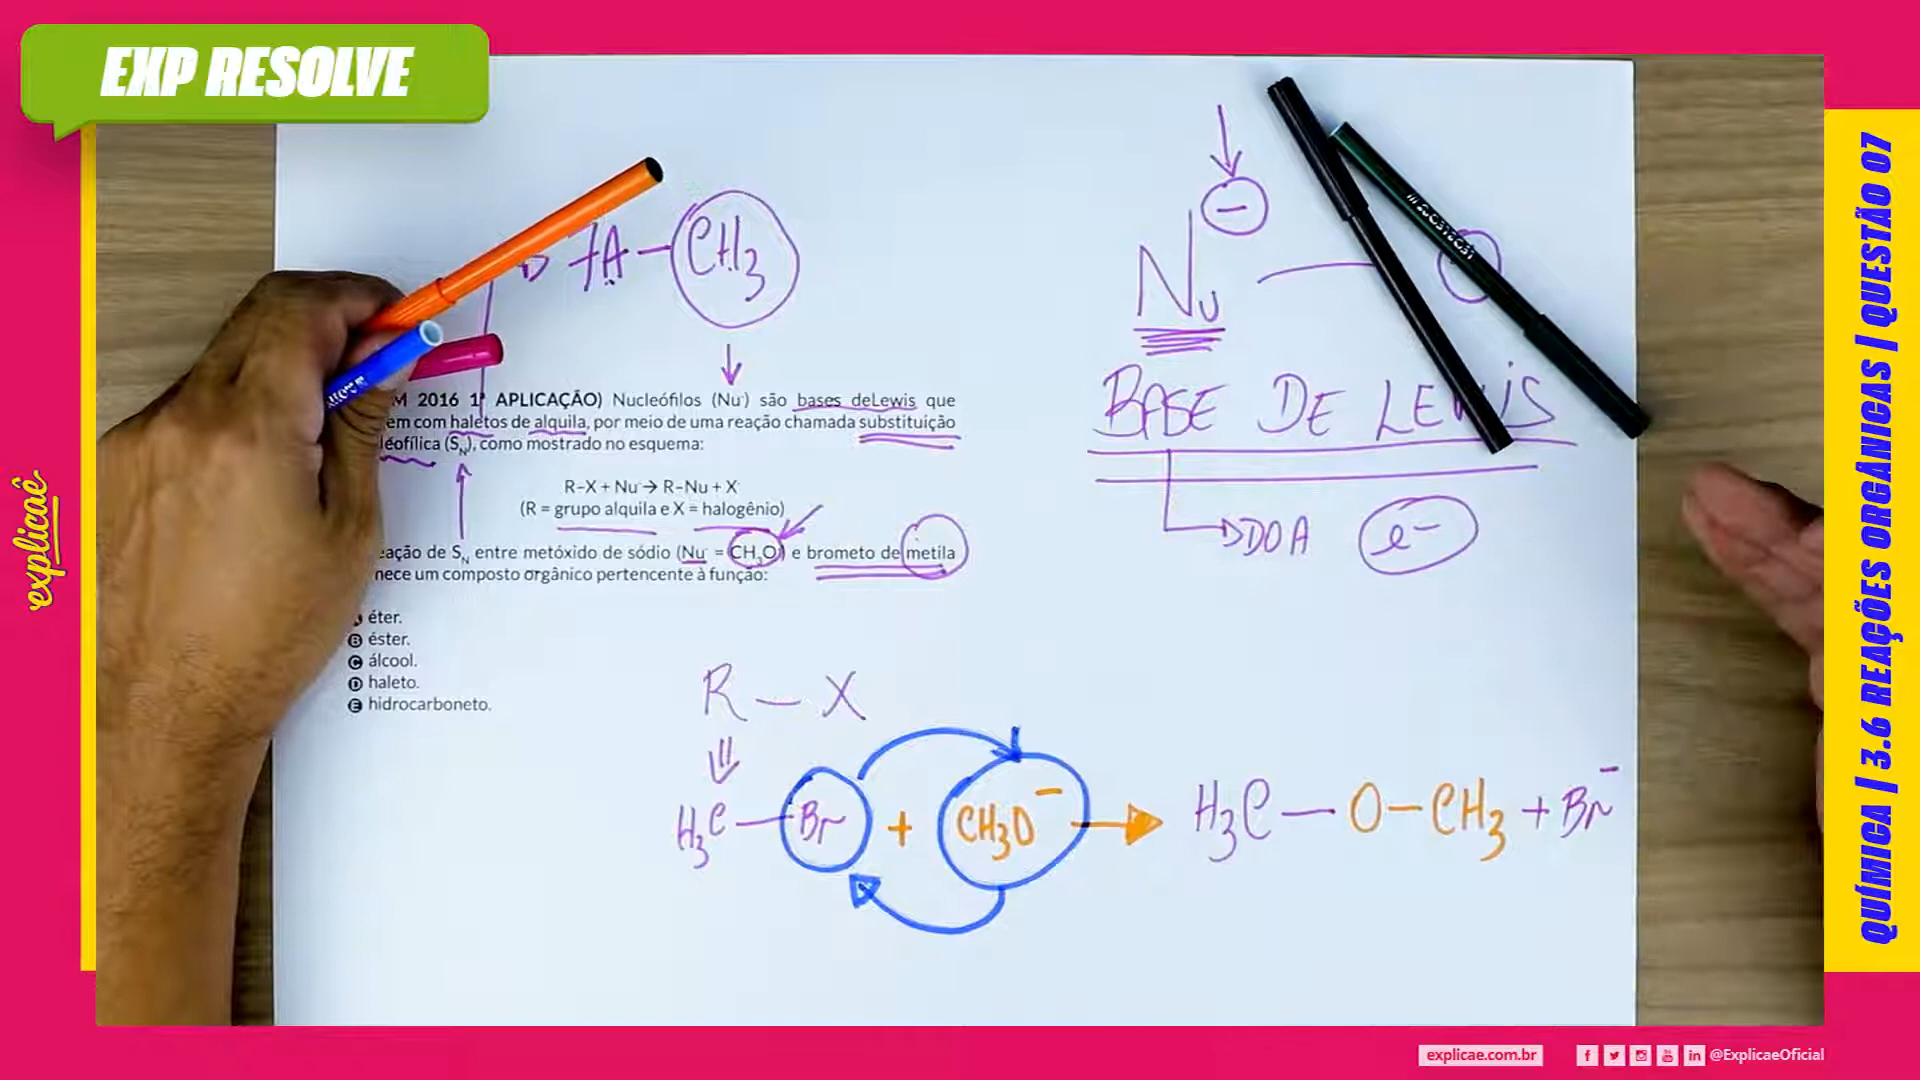 EXP RESOLVE
7A-CH3
Nu -
BASE DE LEWIS
DOA e-
M 2016 1ª APLICAÇÃO) Nucleófilos (Nu-) são bases deLewis que
em com haletos de alquila, por meio de uma reação chamada substituição
leofílica (SN), como mostrado no esquema:
R-X + Nu → R-Nu + X-
(R = grupo alquila e X = halogênio)
eação de SN entre metóxido de sódio (Nu- = CH3O-) e brometo de metila
nece um composto orgânico pertencente à função:
éter.
B éster.
C álcool.
D haleto.
E hidrocarboneto.
R - X
H3C-Br + CH3O- → H3C-O-CH3 + Br-
explicaê
QUÍMICA | 3.6 REAÇÕES ORGÂNICAS | QUESTÃO 07
explicae.com.br
@ExplicaeOficial